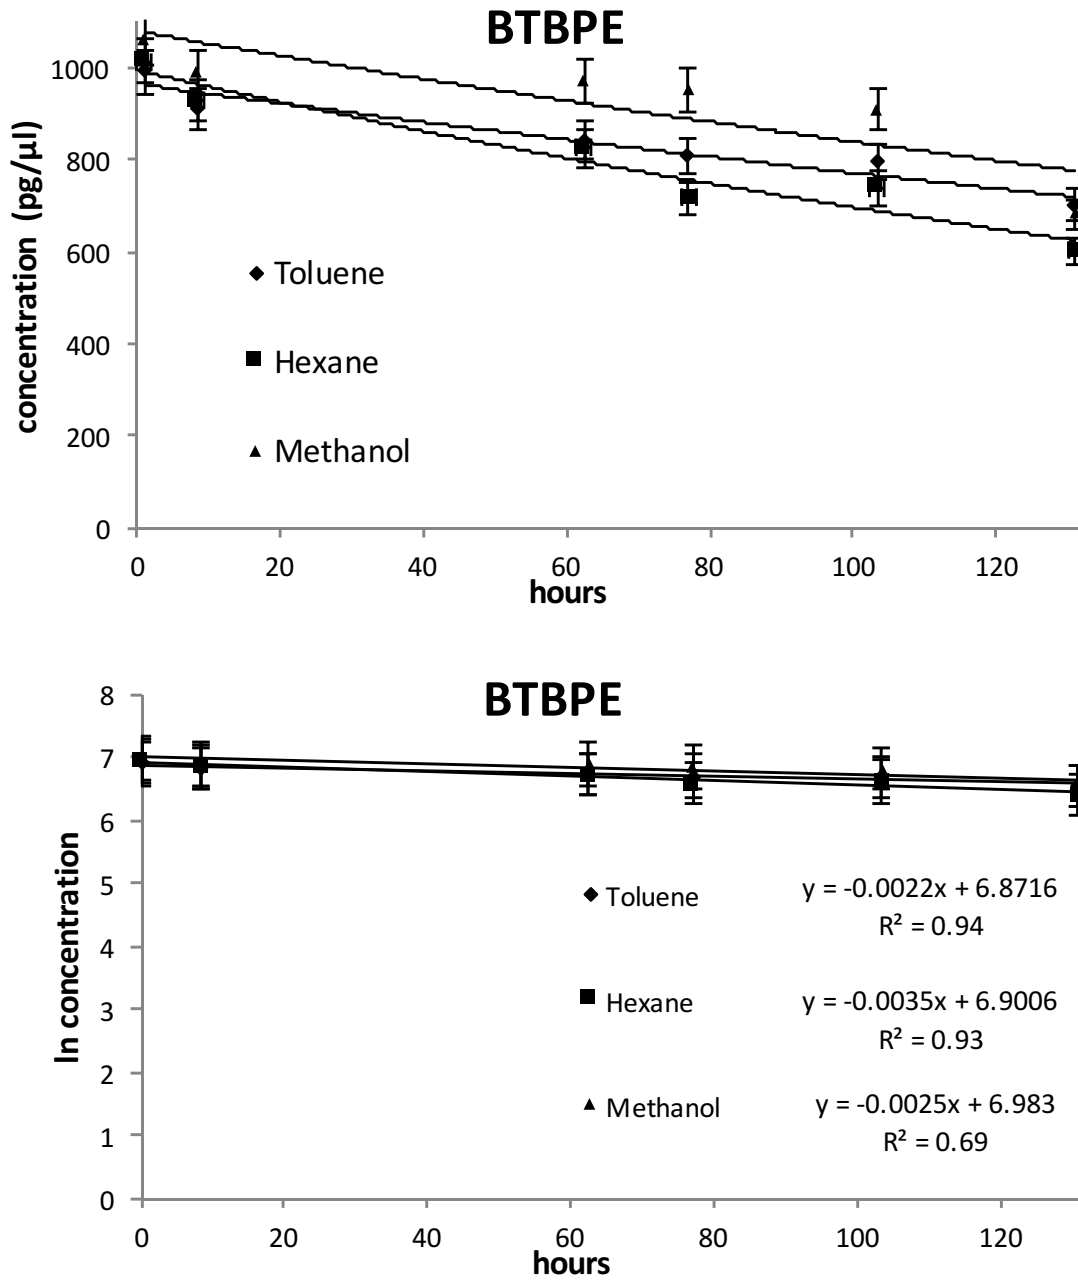 BTBPE
1000
800
600
400
200
0
concentration (pg/µl)
Toluene
Hexane
Methanol
0 20 40 60 80 100 120
hours
BTBPE
8
7
6
5
4
3
2
1
0
ln concentration
Toluene y = -0.0022x + 6.8716
R² = 0.94
Hexane y = -0.0035x + 6.9006
R² = 0.93
Methanol y = -0.0025x + 6.983
R² = 0.69
0 20 40 60 80 100 120
hours